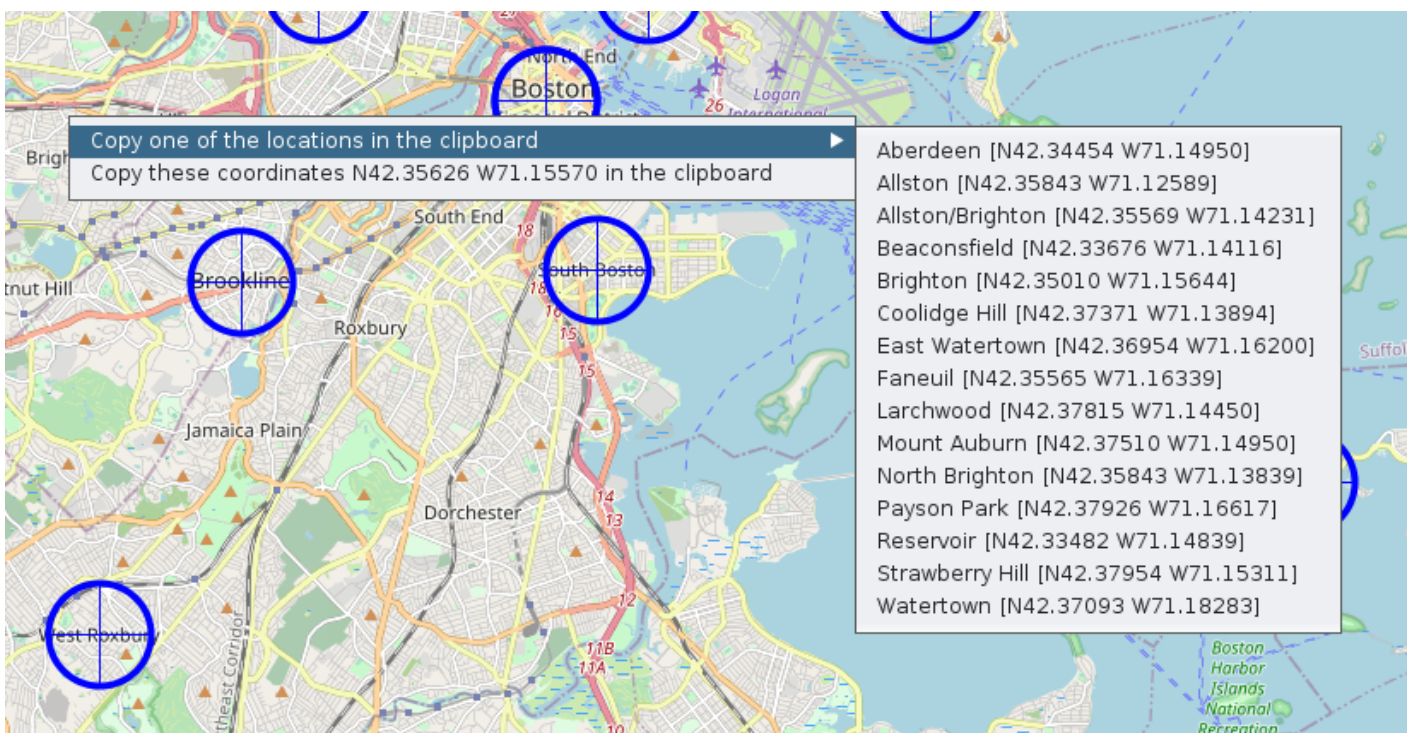 21
North End
Boston
26
Logan
International
Copy one of the locations in the clipboard
Copy these coordinates N42.35626 W71.15570 in the clipboard
Aberdeen [N42.34454 W71.14950]
Allston [N42.35843 W71.12589]
Allston/Brighton [N42.35569 W71.14231]
Beaconsfield [N42.33676 W71.14116]
Brighton [N42.35010 W71.15644]
Coolidge Hill [N42.37371 W71.13894]
East Watertown [N42.36954 W71.16200]
Faneuil [N42.35565 W71.16339]
Larchwood [N42.37815 W71.14450]
Mount Auburn [N42.37510 W71.14950]
North Brighton [N42.35843 W71.13839]
Payson Park [N42.37926 W71.16617]
Reservoir [N42.33482 W71.14839]
Strawberry Hill [N42.37954 W71.15311]
Watertown [N42.37093 W71.18283]
Brigh
South End
18
Brookline
South Boston
tnut Hill
18
16
15
Roxbury
15
Suffol
Jamaica Plain
14
13
Dorchester
12
West Roxbury
11B
11A
theast Corridor
10
Boston
Harbor
Islands
National
Recreation